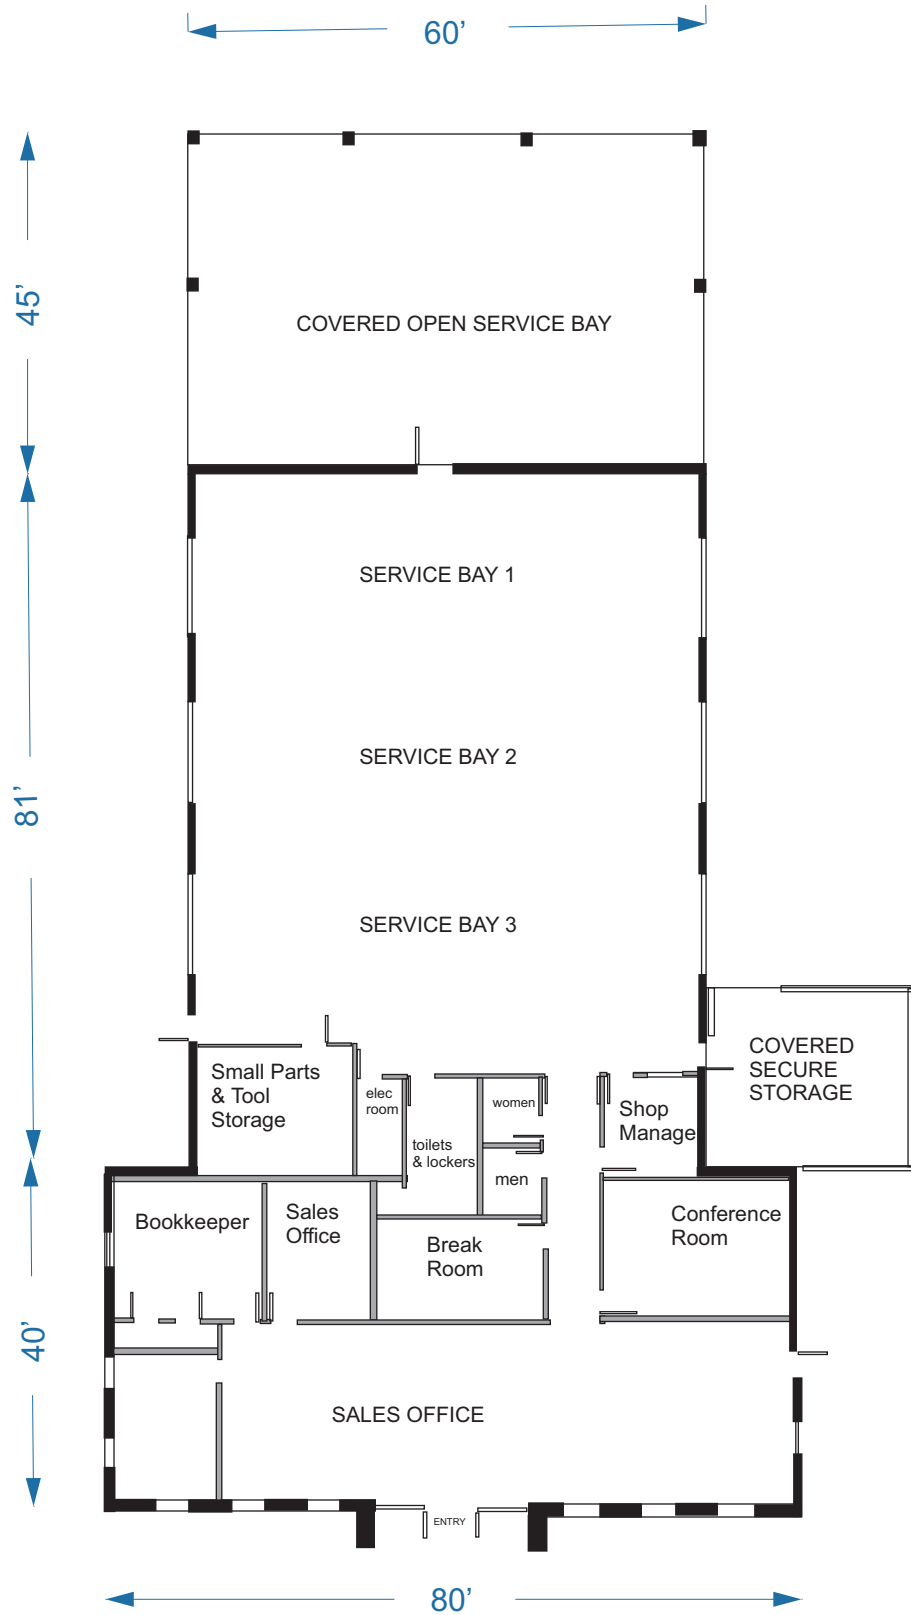 60’
45’
COVERED OPEN SERVICE BAY
SERVICE BAY 1
81’
SERVICE BAY 2
SERVICE BAY 3
COVERED
SECURE
STORAGE
Small Parts
& Tool
Storage
elec
room
toilets
& lockers
women
men
Shop
Manage
Bookkeeper
Sales
Office
Break
Room
Conference
Room
40’
SALES OFFICE
ENTRY
80’